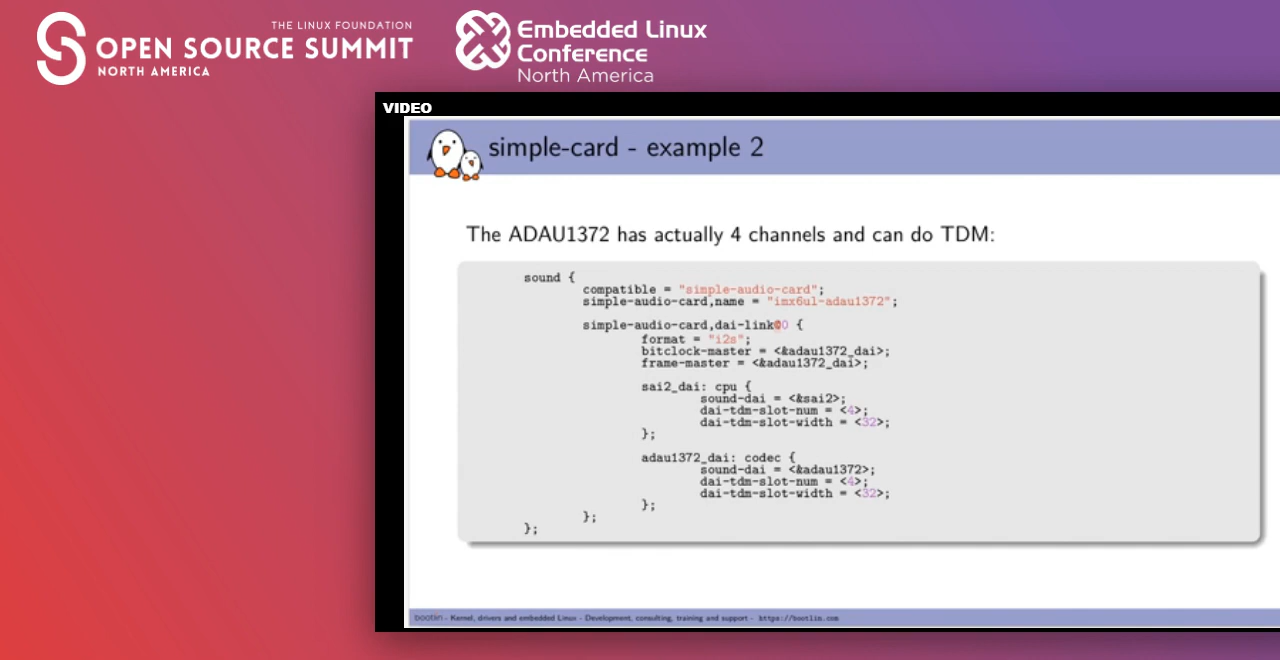 THE LINUX FOUNDATION
OPEN SOURCE SUMMIT
NORTH AMERICA
Embedded Linux
Conference
North America
VIDEO
simple-card - example 2
The ADAU1372 has actually 4 channels and can do TDM:
sound {
compatible = "simple-audio-card";
simple-audio-card,name = "imx6ul-adau1372";
simple-audio-card,dai-link@0 {
format = "i2s";
bitclock-master = <&adau1372_dai>;
frame-master = <&adau1372_dai>;
sai2_dai: cpu {
sound-dai = <&sai2>;
dai-tdm-slot-num = <4>;
dai-tdm-slot-width = <32>;
};
adau1372_dai: codec {
sound-dai = <&adau1372>;
dai-tdm-slot-num = <4>;
dai-tdm-slot-width = <32>;
};
};
};
bootlin - Kernel, drivers and embedded Linux - Development, consulting, training and support - https://bootlin.com